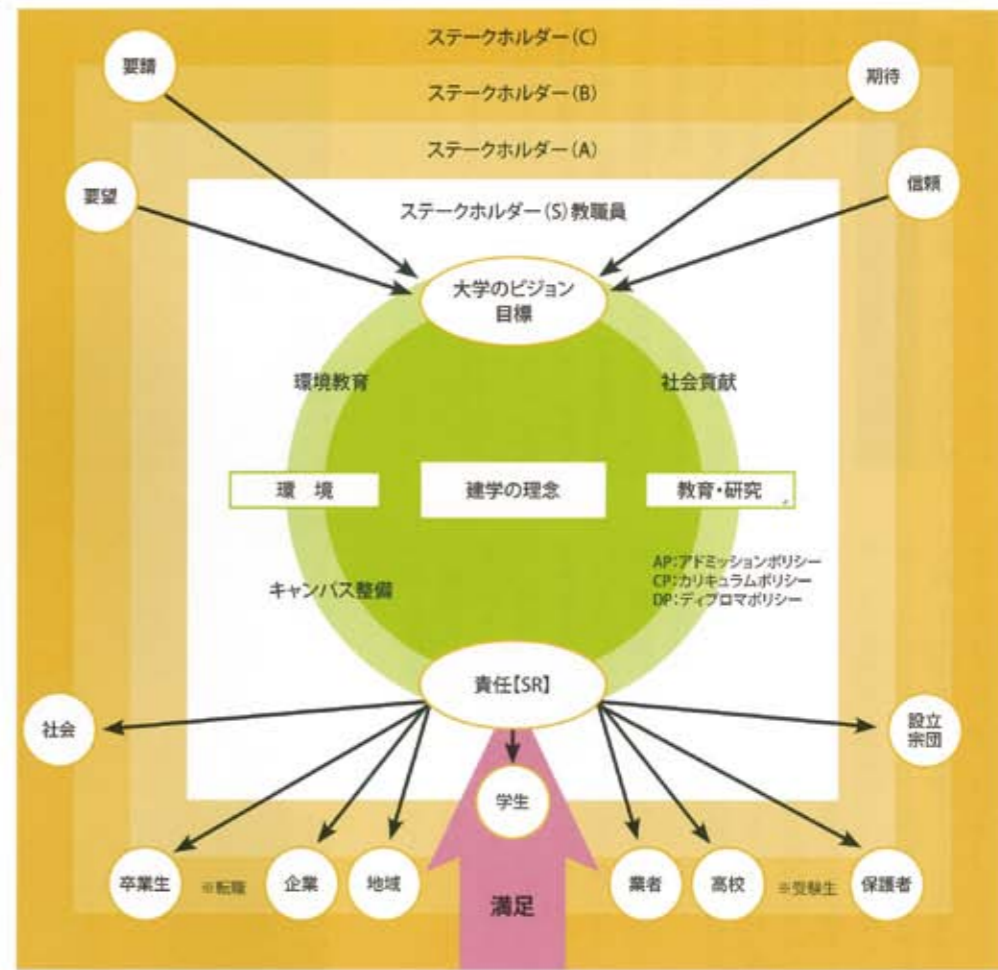 ステークホルダー(C)
要請
期待
ステークホルダー(B)
ステークホルダー(A)
要望
信頼
ステークホルダー(S)教職員
大学のビジョン
目標
環境教育
社会貢献
環 境
建学の理念
教育・研究
AP:アドミッションポリシー
CP:カリキュラムポリシー
DP:ディプロマポリシー
キャンパス整備
責任【SR】
社会
設立
宗団
学生
卒業生
※転職
企業
地域
業者
高校
※受験生
保護者
満足